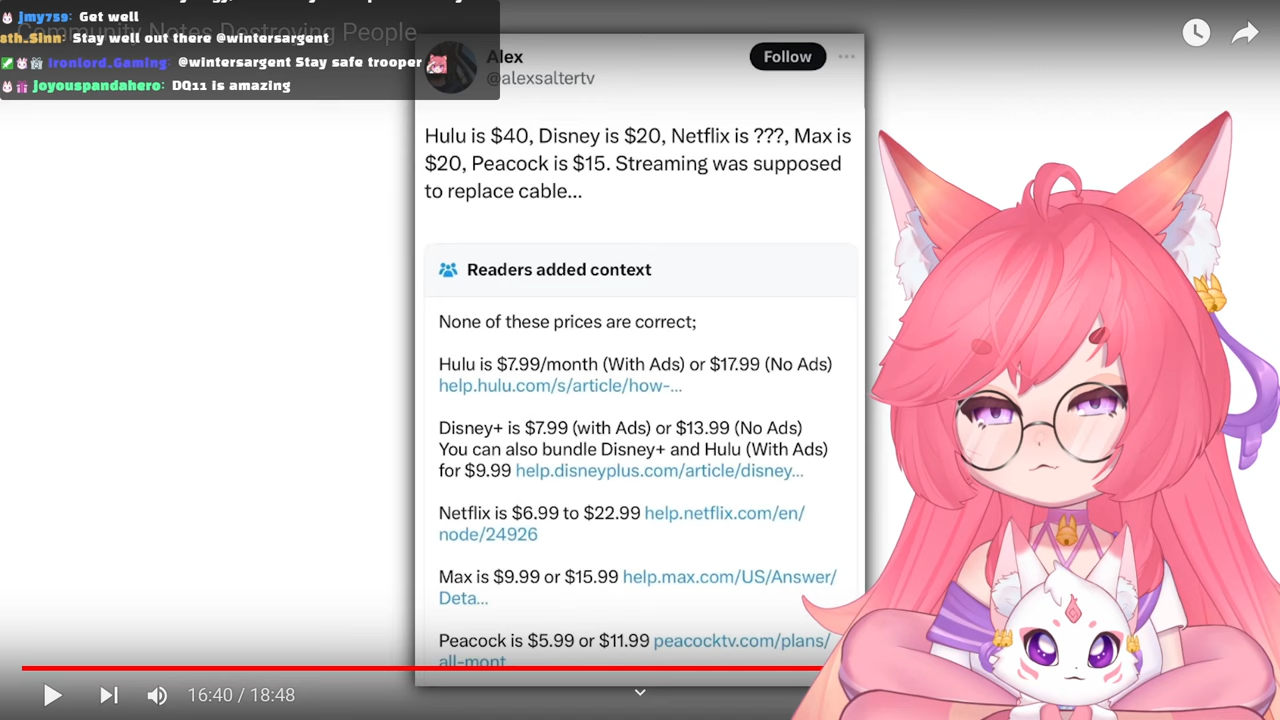 jmy759: Get well
sth_Sinn: Stay well out there @wintersargent
Ironlord_Gaming: @wintersargent Stay safe trooper
Joyouspandahero: DQ11 is amazing
Community Notes Destroying People
Alex
@alexsaltertv
Follow
Hulu is $40, Disney is $20, Netflix is ???, Max is
$20, Peacock is $15. Streaming was supposed
to replace cable...
Readers added context
None of these prices are correct;
Hulu is $7.99/month (With Ads) or $17.99 (No Ads)
help.hulu.com/s/article/how-...
Disney+ is $7.99 (with Ads) or $13.99 (No Ads)
You can also bundle Disney+ and Hulu (With Ads)
for $9.99 help.disneyplus.com/article/disney...
Netflix is $6.99 to $22.99 help.netflix.com/en/
node/24926
Max is $9.99 or $15.99 help.max.com/US/Answer/
Deta...
Peacock is $5.99 or $11.99 peacocktv.com/plans/
all-mont
16:40 / 18:48